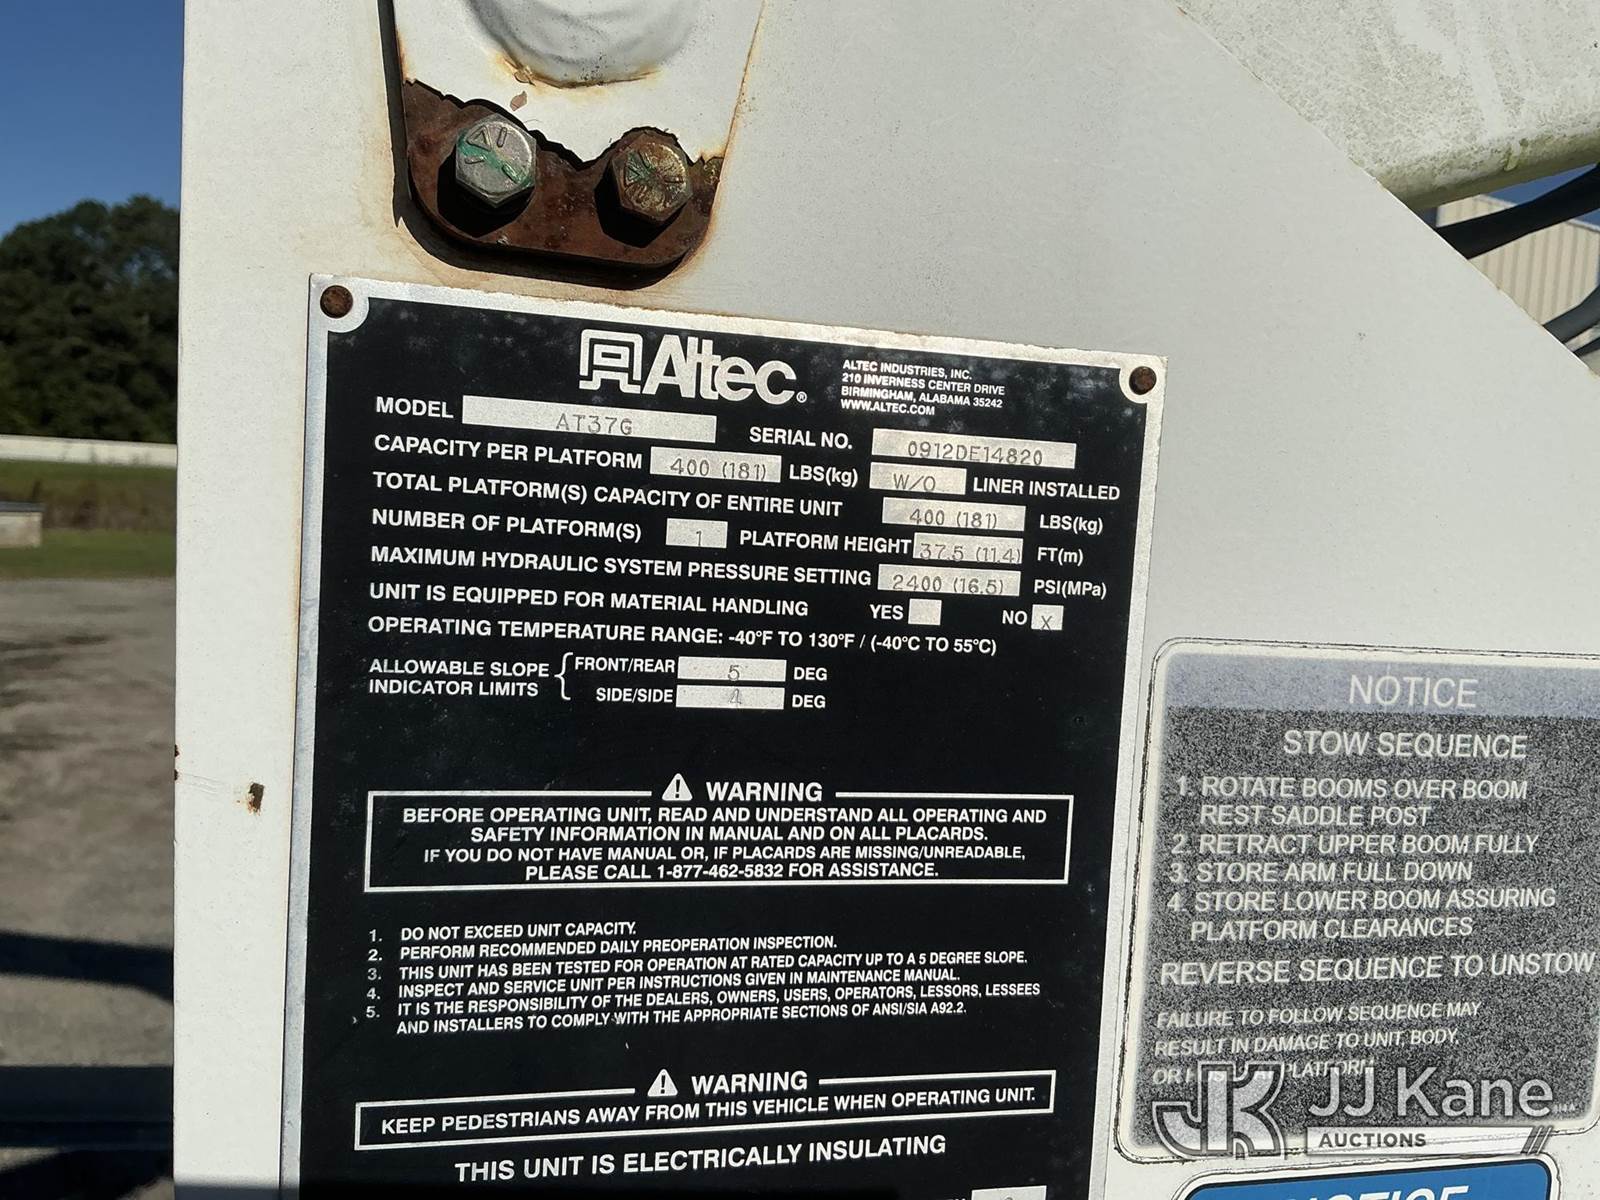 Altec®
ALTEC INDUSTRIES, INC.
210 INVERNESS CENTER DRIVE
BIRMINGHAM, ALABAMA 35242
WWW.ALTEC.COM
MODEL AT37G SERIAL NO. 0912DE14820
CAPACITY PER PLATFORM 400 (181) LBS(kg) W/O LINER INSTALLED
TOTAL PLATFORM(S) CAPACITY OF ENTIRE UNIT 400 (181) LBS(kg)
NUMBER OF PLATFORM(S) 1 PLATFORM HEIGHT 37.5 (11.4) FT(m)
MAXIMUM HYDRAULIC SYSTEM PRESSURE SETTING 2400 (16.5) PSI(MPa)
UNIT IS EQUIPPED FOR MATERIAL HANDLING YES NO X
OPERATING TEMPERATURE RANGE: -40°F TO 130°F / (-40°C TO 55°C)
ALLOWABLE SLOPE INDICATOR LIMITS
FRONT/REAR 5 DEG
SIDE/SIDE 4 DEG
WARNING
BEFORE OPERATING UNIT, READ AND UNDERSTAND ALL OPERATING AND
SAFETY INFORMATION IN MANUAL AND ON ALL PLACARDS.
IF YOU DO NOT HAVE MANUAL OR, IF PLACARDS ARE MISSING/UNREADABLE,
PLEASE CALL 1-877-462-5832 FOR ASSISTANCE.
1. DO NOT EXCEED UNIT CAPACITY.
2. PERFORM RECOMMENDED DAILY PREOPERATION INSPECTION.
3. THIS UNIT HAS BEEN TESTED FOR OPERATION AT RATED CAPACITY UP TO A 5 DEGREE SLOPE.
4. INSPECT AND SERVICE UNIT PER INSTRUCTIONS GIVEN IN MAINTENANCE MANUAL.
5. IT IS THE RESPONSIBILITY OF THE DEALERS, OWNERS, USERS, OPERATORS, LESSORS, LESSEES
AND INSTALLERS TO COMPLY WITH THE APPROPRIATE SECTIONS OF ANSI/SIA A92.2.
WARNING
KEEP PEDESTRIANS AWAY FROM THIS VEHICLE WHEN OPERATING UNIT.
THIS UNIT IS ELECTRICALLY INSULATING
NOTICE
STOW SEQUENCE
1. ROTATE BOOMS OVER BOOM
REST SADDLE POST
2. RETRACT UPPER BOOM FULLY
3. STORE ARM FULL DOWN
4. STORE LOWER BOOM ASSURING
PLATFORM CLEARANCES
REVERSE SEQUENCE TO UNSTOW
FAILURE TO FOLLOW SEQUENCE MAY
RESULT IN DAMAGE TO UNIT, BODY,
OR PLATFORM
JK JJ Kane
AUCTIONS
NOTICE